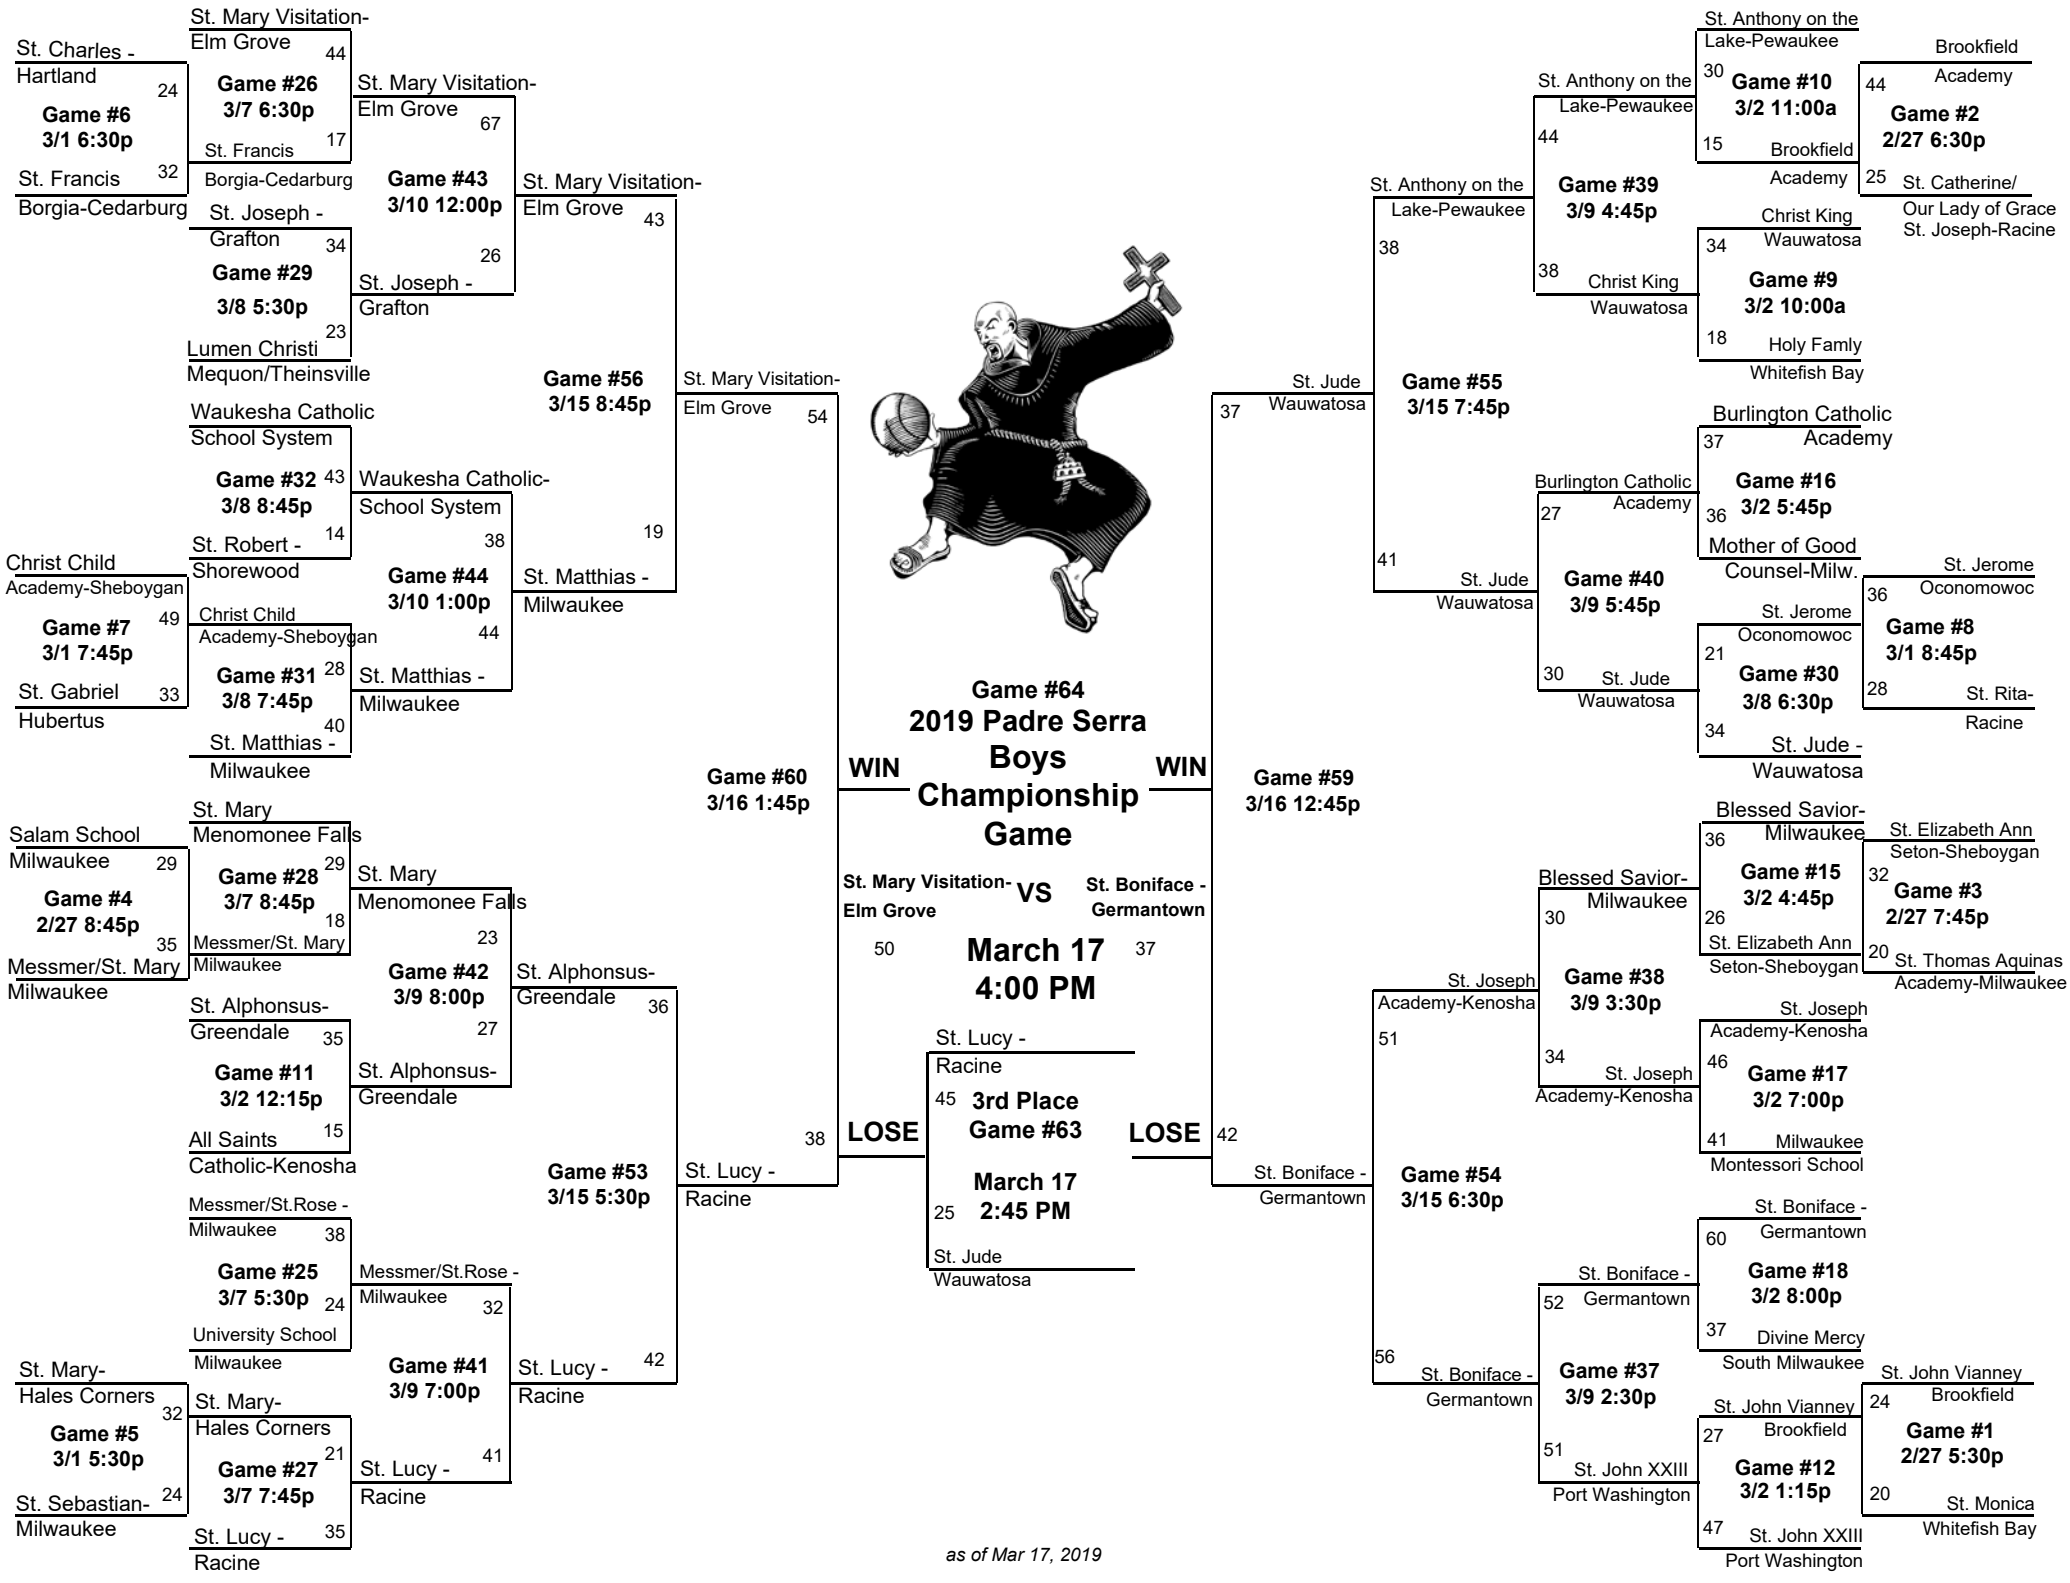 St. Mary Visitation-
Elm Grove
44
St. Charles -
Hartland
24
Game #26
3/7 6:30p
Game #6
3/1 6:30p
17
St. Francis
Borgia-Cedarburg
32
St. Francis
Borgia-Cedarburg
St. Mary Visitation-
Elm Grove
67
Game #43
3/10 12:00p
St. Joseph -
Grafton
34
Game #29
3/8 5:30p
23
Lumen Christi
Mequon/Theinsville
26
St. Joseph -
Grafton
St. Mary Visitation-
Elm Grove
43
Game #56
3/15 8:45p
St. Mary Visitation-
Elm Grove
54
Waukesha Catholic
School System
Game #32
43
3/8 8:45p
14
St. Robert -
Shorewood
Waukesha Catholic-
School System
38
Game #44
3/10 1:00p
44
19
St. Matthias -
Milwaukee
Christ Child
Academy-Sheboygan
49
Game #7
3/1 7:45p
St. Gabriel
33
Hubertus
Christ Child
Academy-Sheboygan
28
Game #31
3/8 7:45p
40
St. Matthias -
Milwaukee
St. Matthias -
Milwaukee
Game #60
3/16 1:45p
St. Mary
Menomonee Falls
29
Salam School
Milwaukee
29
Game #4
2/27 8:45p
35
Messmer/St. Mary
Milwaukee
Game #28
3/7 8:45p
18
Messmer/St. Mary
Milwaukee
St. Mary
Menomonee Falls
23
Game #42
3/9 8:00p
27
St. Alphonsus-
Greendale
36
St. Alphonsus-
Greendale
35
Game #11
3/2 12:15p
15
All Saints
Catholic-Kenosha
St. Alphonsus-
Greendale
Game #53
3/15 5:30p
38
St. Lucy -
Racine
Messmer/St.Rose -
Milwaukee
38
Game #25
3/7 5:30p
24
University School
Milwaukee
Messmer/St.Rose -
Milwaukee
32
Game #41
3/9 7:00p
41
42
St. Lucy -
Racine
St. Mary-
Hales Corners
32
Game #5
3/1 5:30p
24
St. Sebastian-
Milwaukee
St. Mary-
Hales Corners
21
Game #27
3/7 7:45p
35
St. Lucy -
Racine
St. Lucy -
Racine
Game #64
2019 Padre Serra
Boys
Championship
Game
WIN
WIN
St. Mary Visitation-
Elm Grove
VS
St. Boniface -
Germantown
50
37
March 17
4:00 PM
St. Lucy -
Racine
45
3rd Place
Game #63
LOSE
LOSE
March 17
2:45 PM
25
St. Jude
Wauwatosa
as of Mar 17, 2019
St. Jude
Wauwatosa
37
Game #59
3/16 12:45p
42
St. Boniface -
Germantown
St. Anthony on the
Lake-Pewaukee
38
Game #55
3/15 7:45p
41
St. Jude
Wauwatosa
St. Anthony on the
Lake-Pewaukee
44
Game #39
3/9 4:45p
38
Christ King
Wauwatosa
St. Anthony on the
Lake-Pewaukee
30
Game #10
3/2 11:00a
15
Brookfield
Academy
Brookfield
Academy
44
Game #2
2/27 6:30p
25
St. Catherine/
Our Lady of Grace
St. Joseph-Racine
Christ King
Wauwatosa
34
Game #9
3/2 10:00a
18
Holy Famly
Whitefish Bay
Burlington Catholic
Academy
37
Game #16
3/2 5:45p
36
Mother of Good
Counsel-Milw.
Burlington Catholic
Academy
27
Game #40
3/9 5:45p
30
St. Jude
Wauwatosa
St. Jerome
Oconomowoc
21
Game #30
3/8 6:30p
34
St. Jude -
Wauwatosa
St. Jerome
Oconomowoc
36
Game #8
3/1 8:45p
28
St. Rita-
Racine
Blessed Savior-
Milwaukee
36
Game #15
3/2 4:45p
26
St. Elizabeth Ann
Seton-Sheboygan
St. Elizabeth Ann
Seton-Sheboygan
32
Game #3
2/27 7:45p
20
St. Thomas Aquinas
Academy-Milwaukee
Blessed Savior-
Milwaukee
30
Game #38
3/9 3:30p
34
St. Joseph
Academy-Kenosha
St. Joseph
Academy-Kenosha
51
St. Joseph
Academy-Kenosha
46
Game #17
3/2 7:00p
41
Milwaukee
Montessori School
Game #54
3/15 6:30p
56
St. Boniface -
Germantown
St. Boniface -
Germantown
60
Game #18
3/2 8:00p
37
Divine Mercy
South Milwaukee
St. Boniface -
Germantown
52
Game #37
3/9 2:30p
51
St. John XXIII
Port Washington
St. John Vianney
Brookfield
27
Game #12
3/2 1:15p
47
St. John XXIII
Port Washington
St. John Vianney
Brookfield
24
Game #1
2/27 5:30p
20
St. Monica
Whitefish Bay